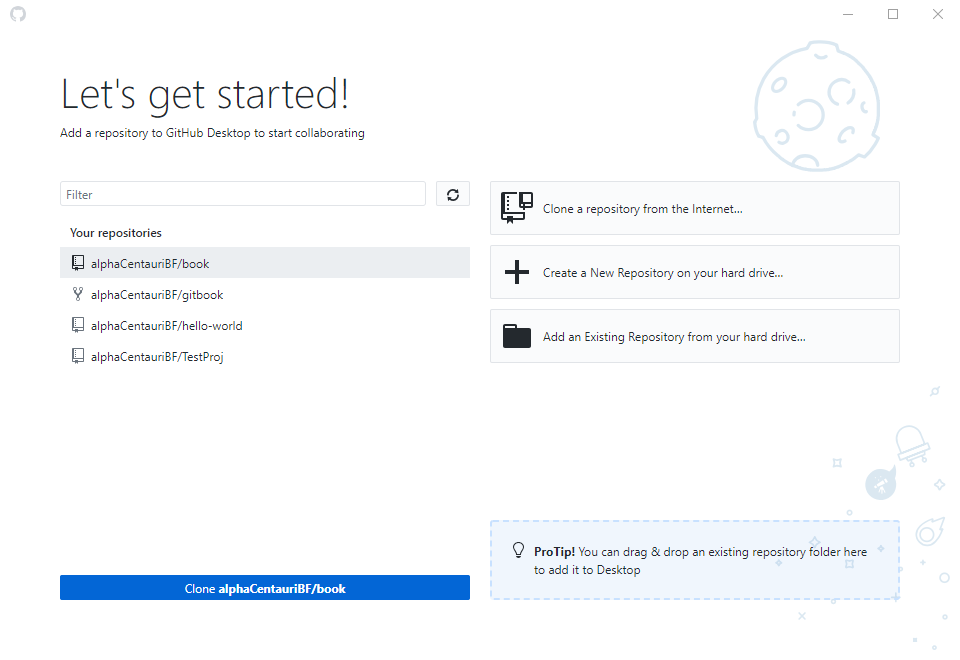 Let's get started!
Add a repository to GitHub Desktop to start collaborating
Filter
Your repositories
alphaCentauriBF/book
alphaCentauriBF/gitbook
alphaCentauriBF/hello-world
alphaCentauriBF/TestProj
Clone alphaCentauriBF/book
Clone a repository from the Internet...
Create a New Repository on your hard drive...
Add an Existing Repository from your hard drive...
ProTip! You can drag & drop an existing repository folder here
to add it to Desktop